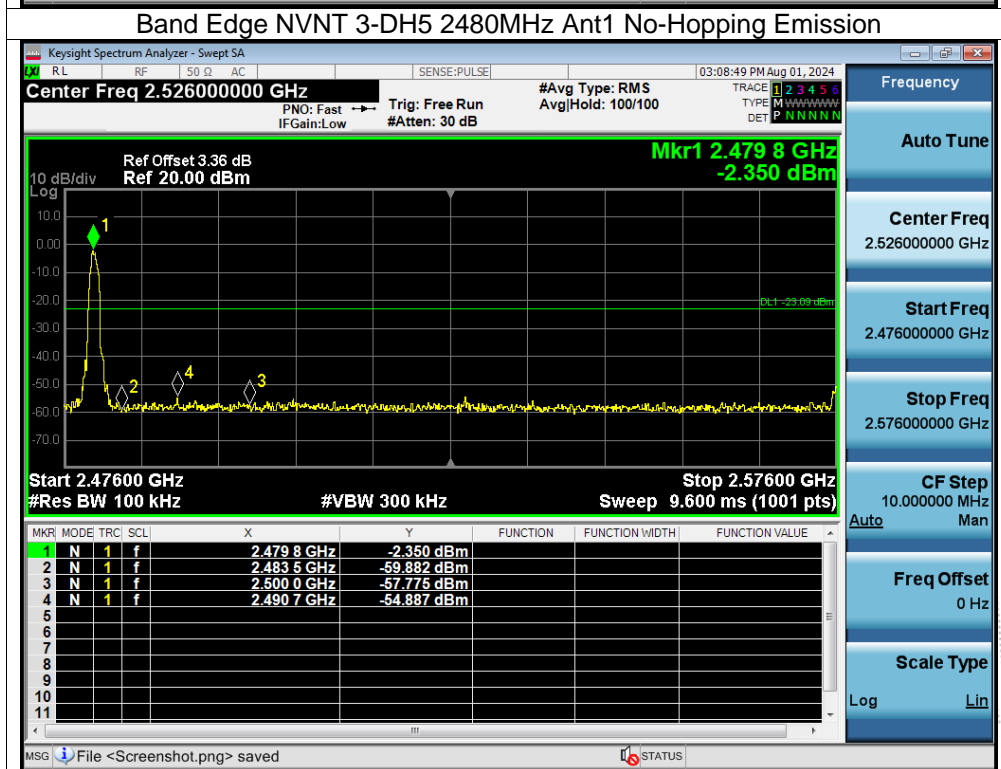 Band Edge NVNT 3-DH5 2480MHz Ant1 No-Hopping Emission
Keysight Spectrum Analyzer - Swept SA
LXI RL RF 50 Ω AC SENSE:PULSE 03:08:49 PM Aug 01, 2024
Center Freq 2.526000000 GHz #Avg Type: RMS TRACE 1 2 3 4 5 6
PNO: Fast Trig: Free Run Avg|Hold: 100/100 TYPE M WWWWW
IFGain:Low #Atten: 30 dB DET P N N N N N
Mkr1 2.479 8 GHz
Ref Offset 3.36 dB
10 dB/div Ref 20.00 dBm -2.350 dBm
Log
10.0
1
0.00
-10.0
-20.0
DL1 -23.09 dBm
-30.0
-40.0
-50.0
2 4 3
-60.0
-70.0
Start 2.47600 GHz Stop 2.57600 GHz
#Res BW 100 kHz #VBW 300 kHz Sweep 9.600 ms (1001 pts)
MKR MODE TRC SCL X Y FUNCTION FUNCTION WIDTH FUNCTION VALUE
1 N 1 f 2.479 8 GHz -2.350 dBm
2 N 1 f 2.483 5 GHz -59.882 dBm
3 N 1 f 2.500 0 GHz -57.775 dBm
4 N 1 f 2.490 7 GHz -54.887 dBm
5
6
7
8
9
10
11
MSG File <Screenshot.png> saved STATUS
Frequency
Auto Tune
Center Freq
2.526000000 GHz
Start Freq
2.476000000 GHz
Stop Freq
2.576000000 GHz
CF Step
10.000000 MHz
Auto Man
Freq Offset
0 Hz
Scale Type
Log Lin